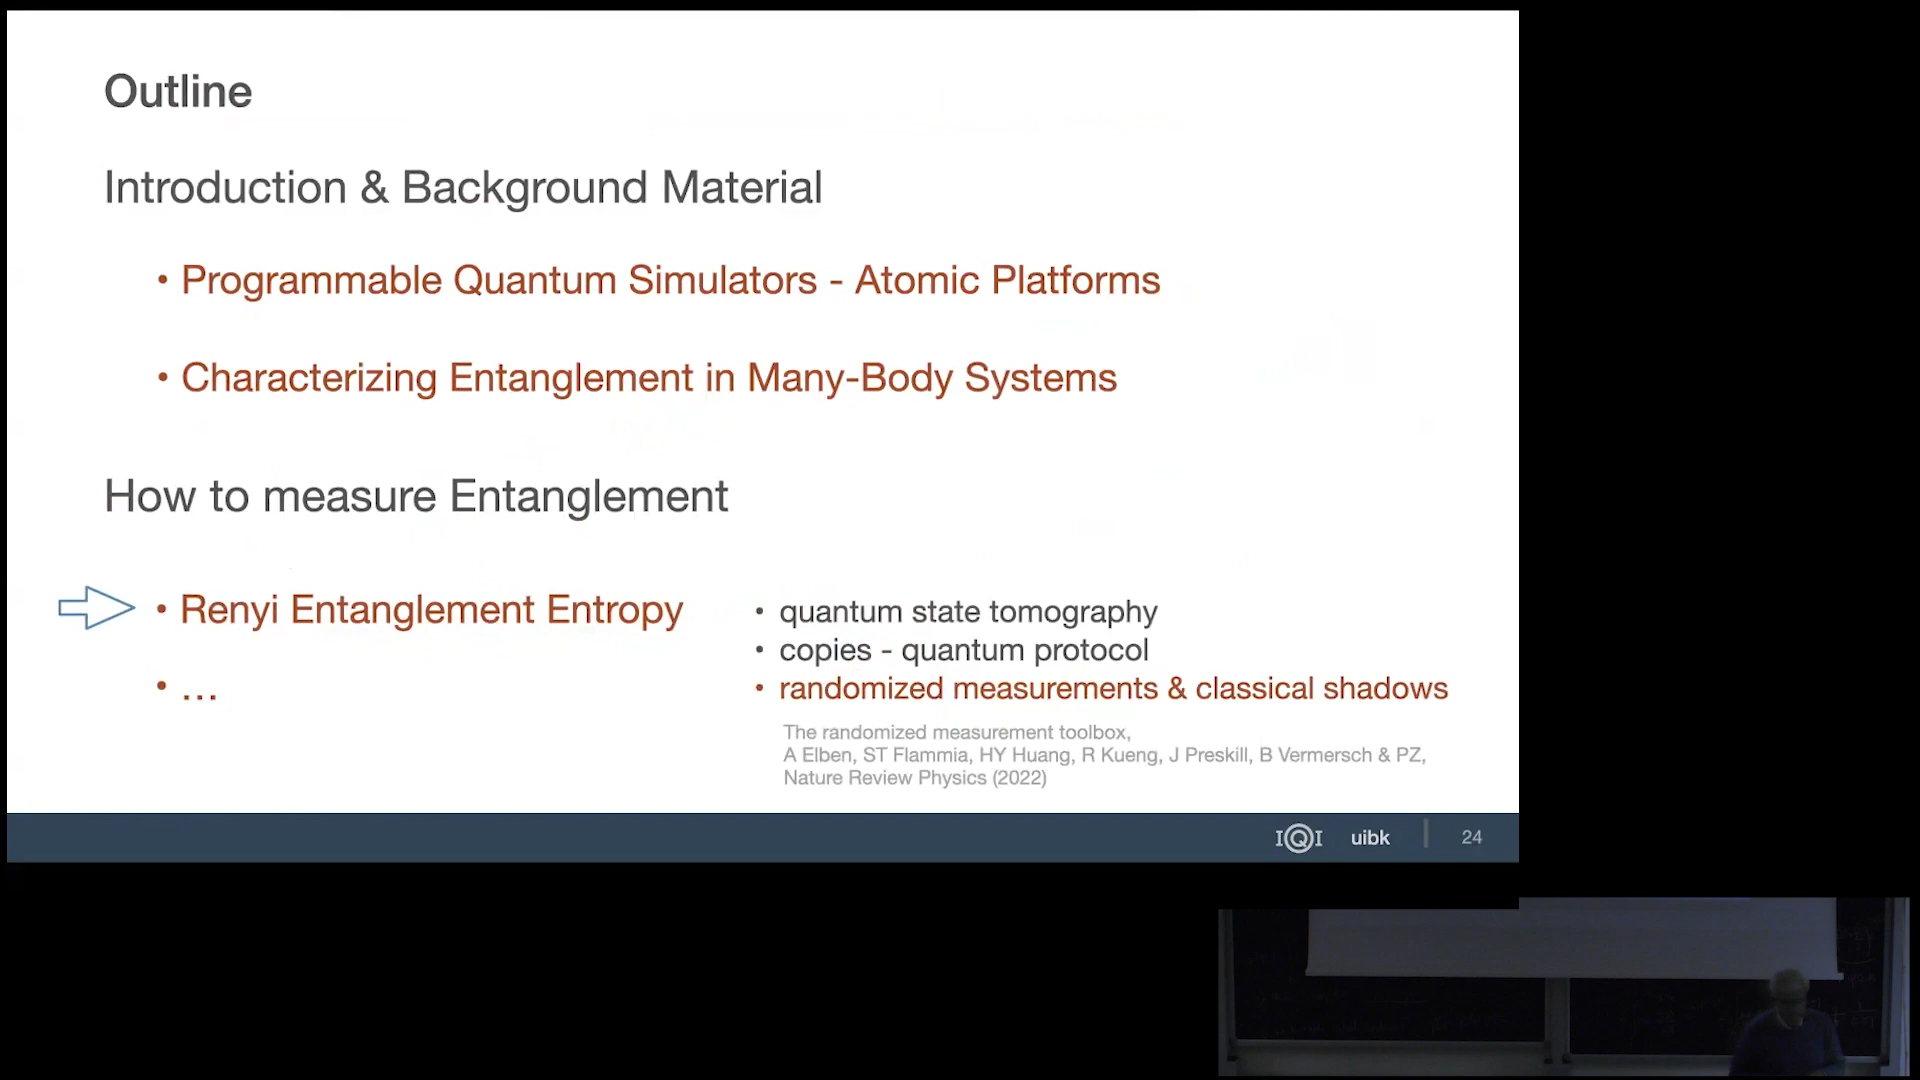 Outline
Introduction & Background Material
• Programmable Quantum Simulators - Atomic Platforms
• Characterizing Entanglement in Many-Body Systems
How to measure Entanglement
• Renyi Entanglement Entropy
• ...
• quantum state tomography
• copies - quantum protocol
• randomized measurements & classical shadows
The randomized measurement toolbox,
A Elben, ST Flammia, HY Huang, R Kueng, J Preskill, B Vermersch & PZ,
Nature Review Physics (2022)
IQI uibk | 24